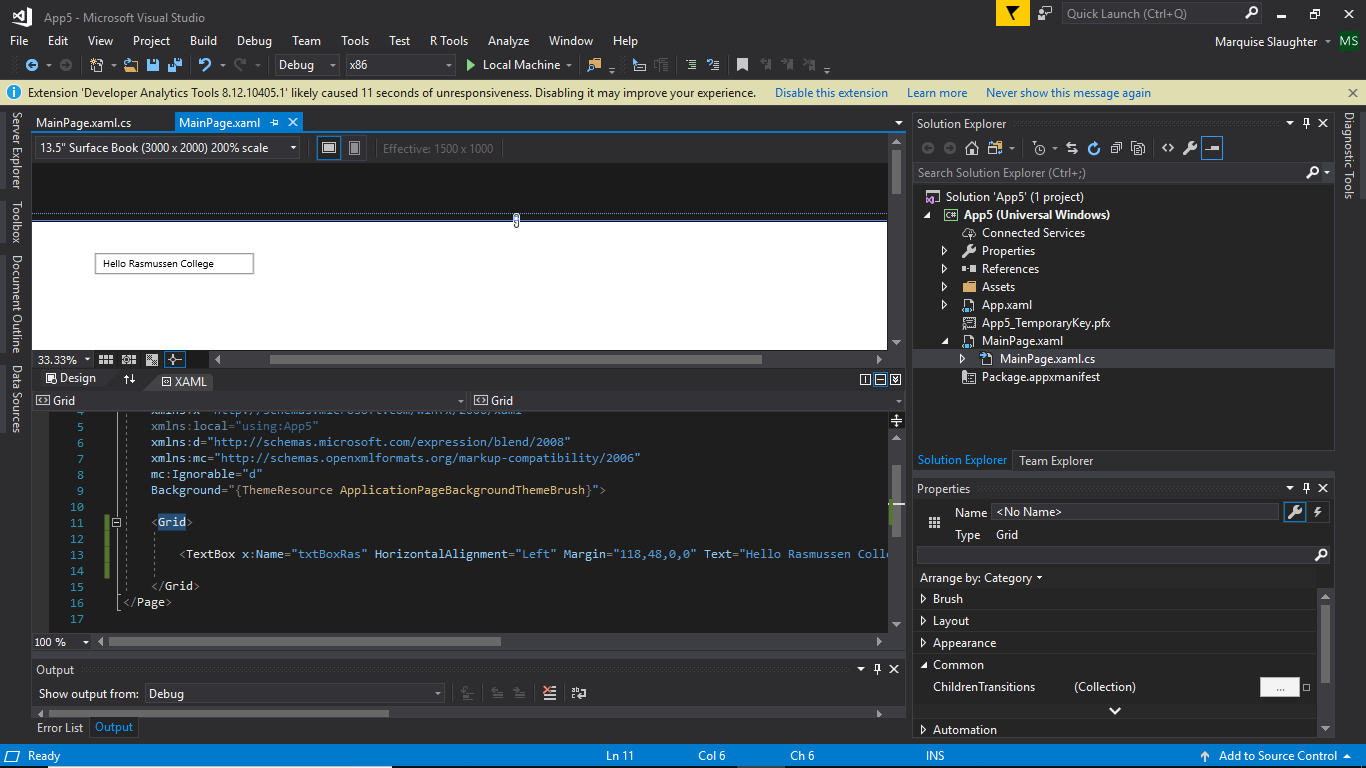 App5 - Microsoft Visual Studio
Quick Launch (Ctrl+Q)
File Edit View Project Build Debug Team Tools Test R Tools Analyze Window Help
Marquise Slaughter MS
Debug x86 Local Machine
Extension 'Developer Analytics Tools 8.12.10405.1' likely caused 11 seconds of unresponsiveness. Disabling it may improve your experience. Disable this extension Learn more Never show this message again
Server Explorer
Toolbox
Document Outline
Data Sources
MainPage.xaml.cs MainPage.xaml
13.5" Surface Book (3000 x 2000) 200% scale Effective: 1500 x 1000
Hello Rasmussen College
33.33%
Design XAML
Grid Grid
5 xmlns:local="using:App5"
6 xmlns:d="http://schemas.microsoft.com/expression/blend/2008"
7 xmlns:mc="http://schemas.openxmlformats.org/markup-compatibility/2006"
8 mc:Ignorable="d"
9 Background="{ThemeResource ApplicationPageBackgroundThemeBrush}">
10
11 <Grid>
12
13 <TextBox x:Name="txtBoxRas" HorizontalAlignment="Left" Margin="118,48,0,0" Text="Hello Rasmussen Colle
14
15 </Grid>
16 </Page>
17
100 %
Output
Show output from: Debug
Error List Output
Solution Explorer
Search Solution Explorer (Ctrl+;)
Solution 'App5' (1 project)
C# App5 (Universal Windows)
Connected Services
Properties
References
Assets
App.xaml
App5_TemporaryKey.pfx
MainPage.xaml
MainPage.xaml.cs
Package.appxmanifest
Solution Explorer Team Explorer
Properties
Name <No Name>
Type Grid
Arrange by: Category
Brush
Layout
Appearance
Common
ChildrenTransitions (Collection) ...
Automation
Diagnostic Tools
Ready Ln 11 Col 6 Ch 6 INS Add to Source Control